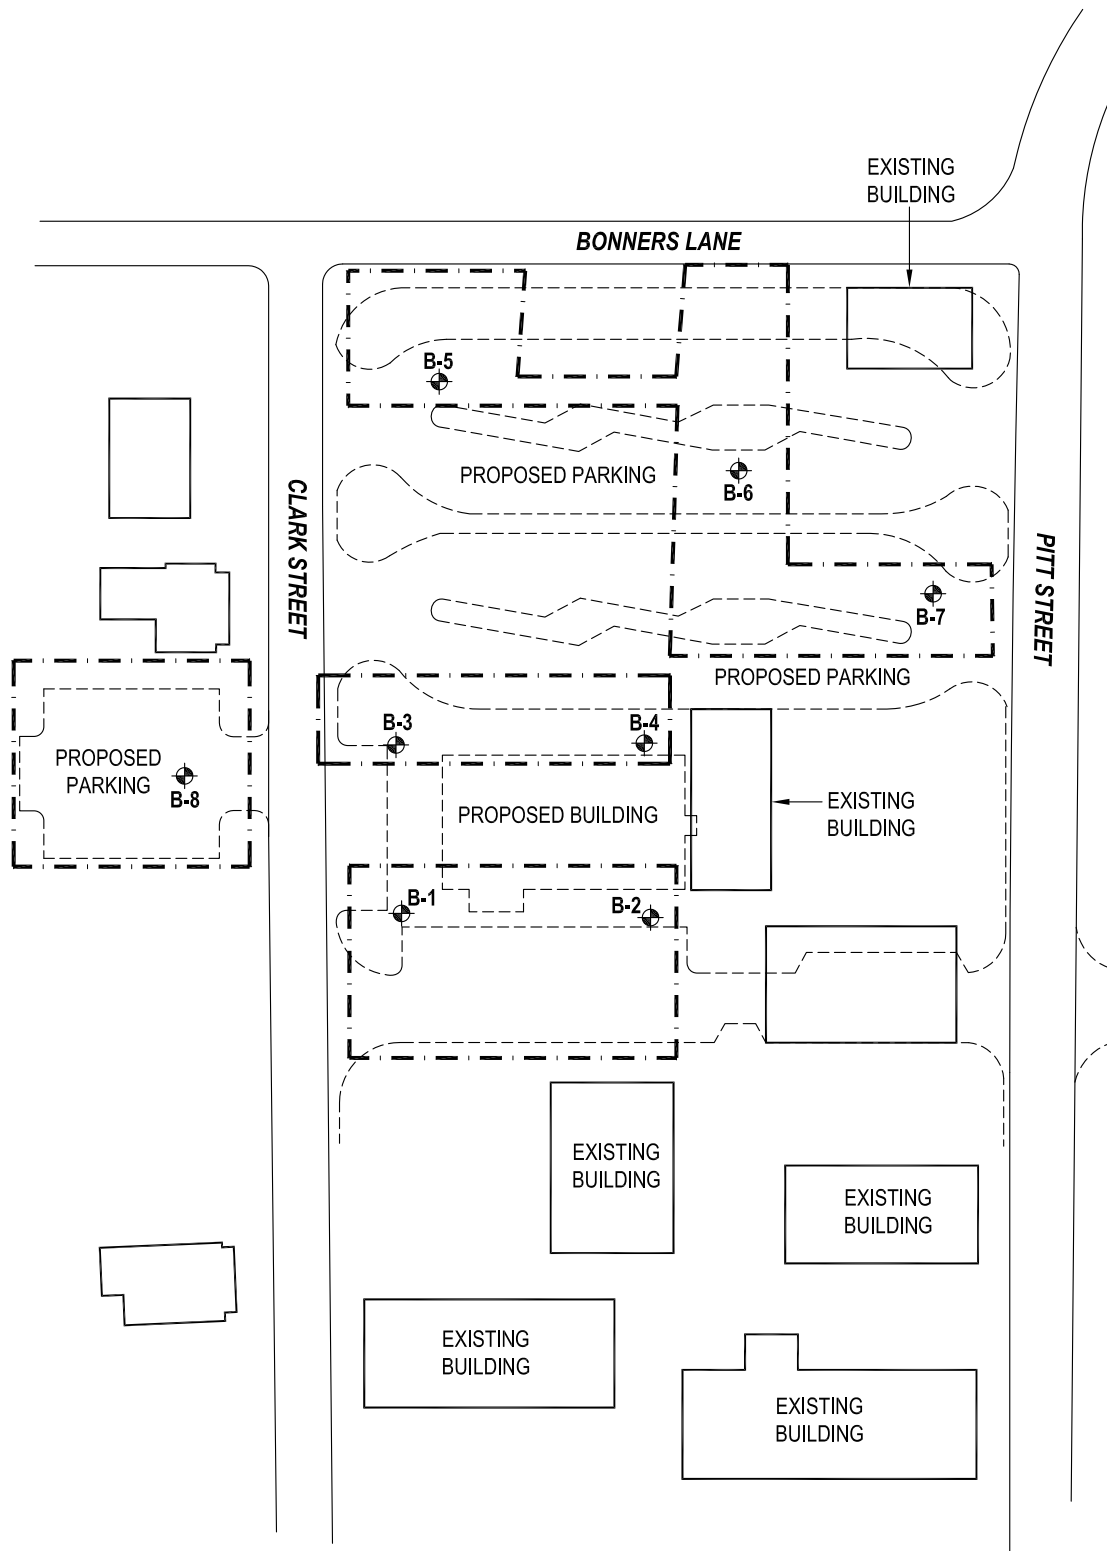 EXISTING
BUILDING
BONNERS LANE
B-5
PROPOSED PARKING
B-6
CLARK STREET
PITT STREET
B-7
PROPOSED PARKING
B-3
B-4
PROPOSED
PARKING
B-8
PROPOSED BUILDING
EXISTING
BUILDING
B-1
B-2
EXISTING
BUILDING
EXISTING
BUILDING
EXISTING
BUILDING
EXISTING
BUILDING